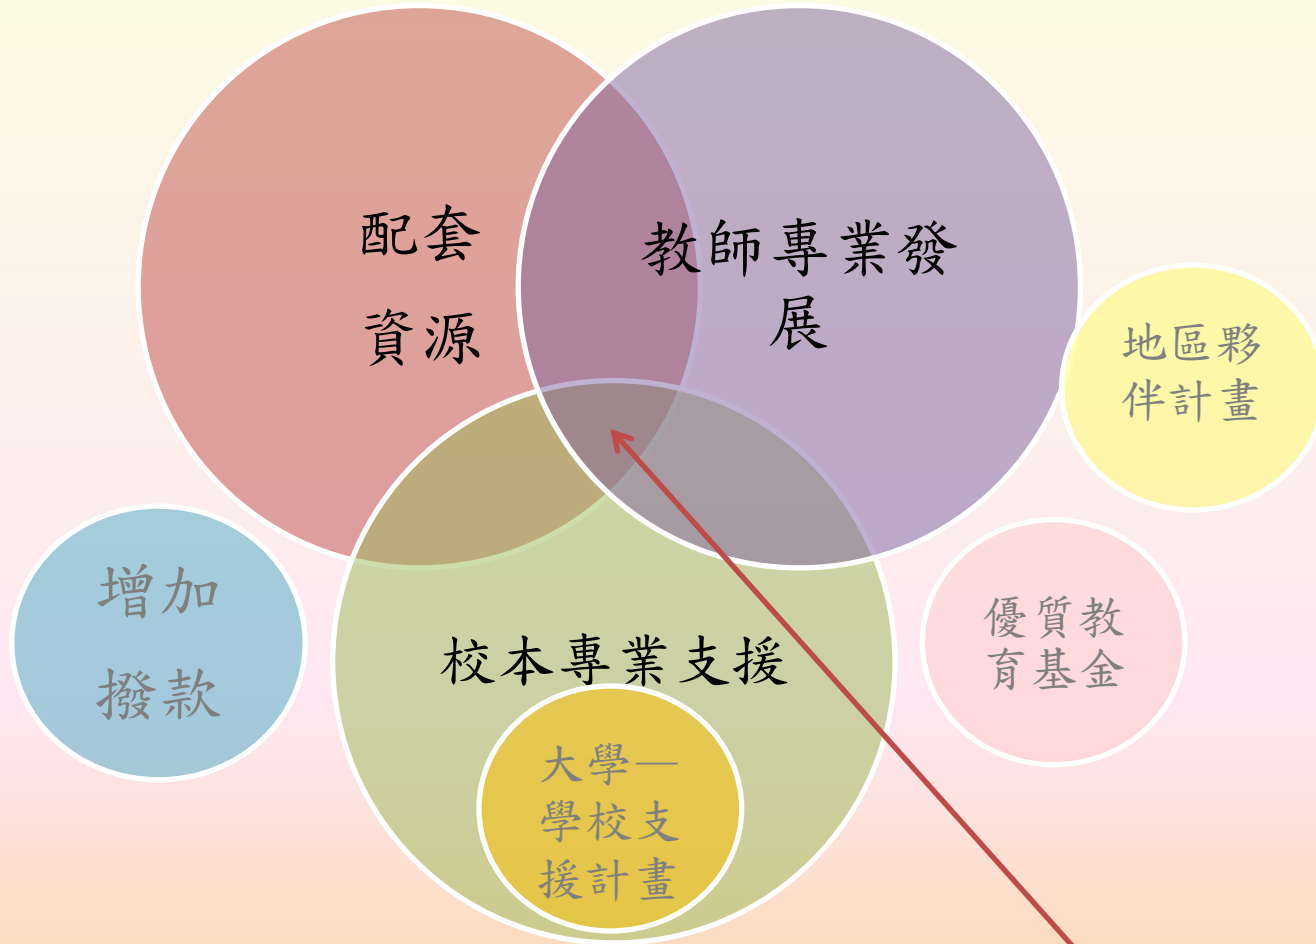 配套
資源
教師專業發
展
地區夥
伴計畫
增加
撥款
優質教
育基金
校本專業支援
大學—
學校支
援計畫